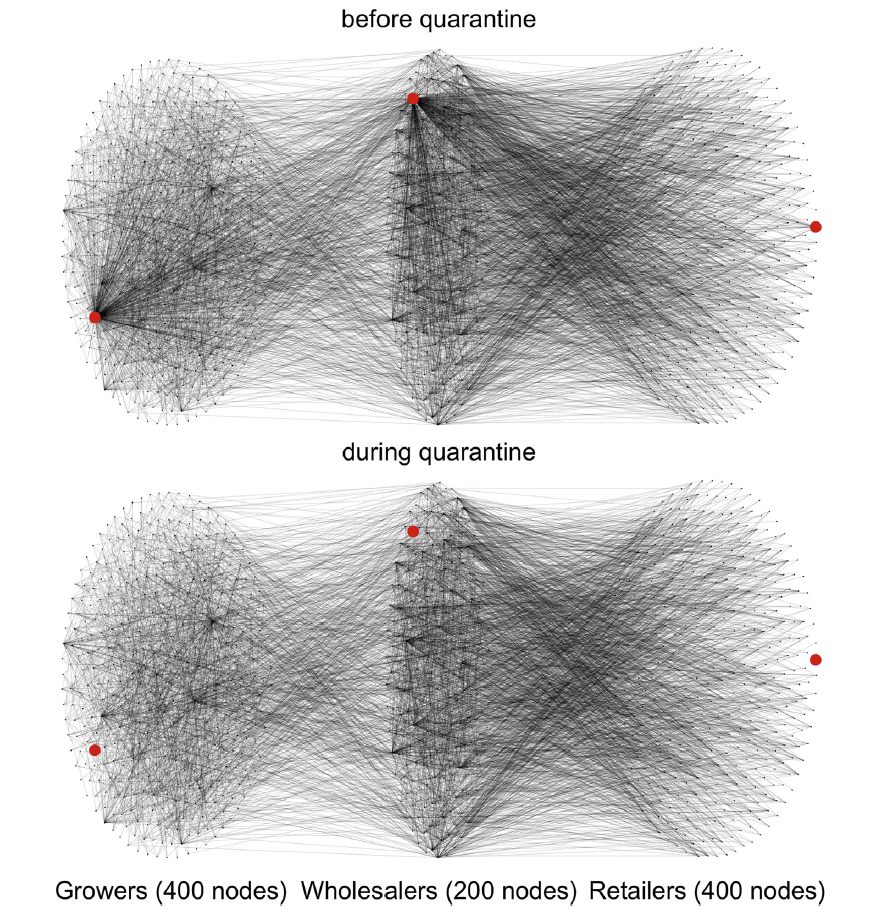 before quarantine
during quarantine
Growers (400 nodes) Wholesalers (200 nodes) Retailers (400 nodes)